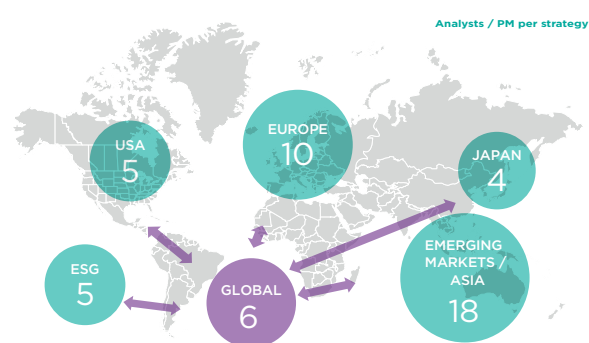 Analysts / PM per strategy
USA
5
EUROPE
10
JAPAN
4
EMERGING
MARKETS /
ASIA
18
ESG
5
GLOBAL
6